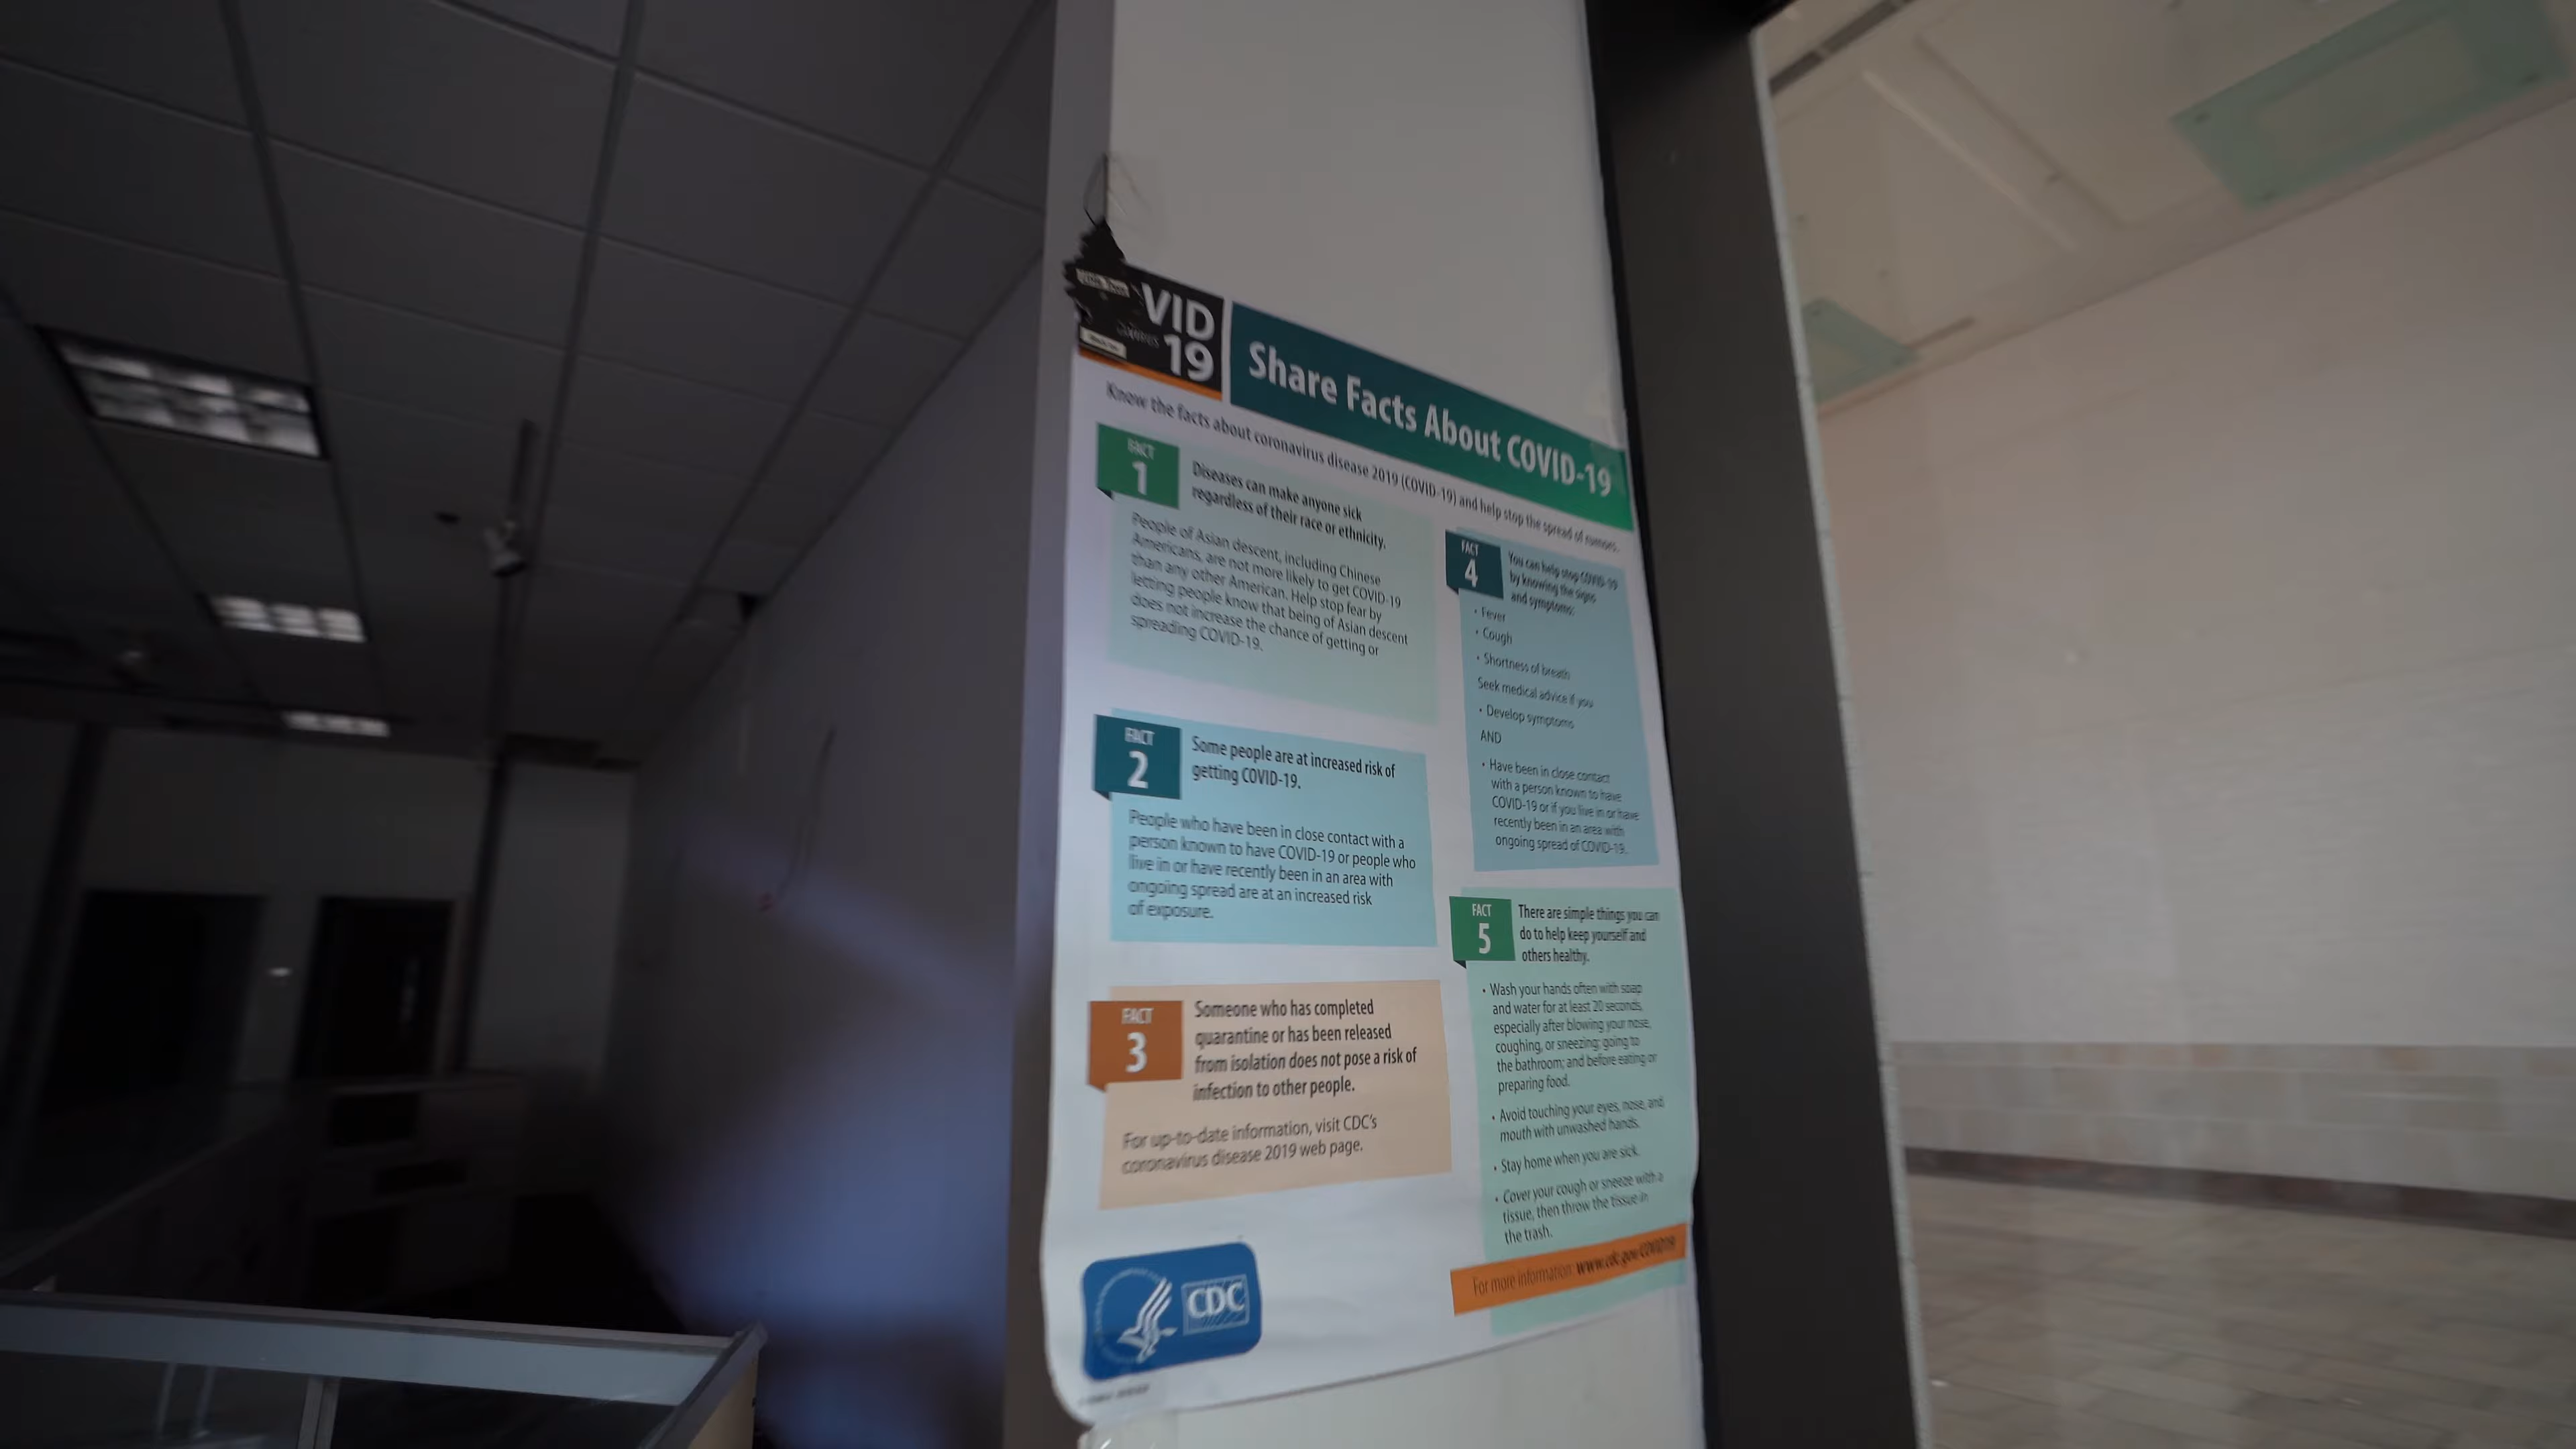 VID
19
Share Facts About COVID-19
Know the facts about coronavirus disease 2019 (COVID-19) and help stop the spread of rumors.
FACT
1
Diseases can make anyone sick
regardless of their race or ethnicity.
People of Asian descent, including Chinese
Americans, are not more likely to get COVID-19
than any other American. Help stop fear by
letting people know that being of Asian descent
does not increase the chance of getting or
spreading COVID-19.
FACT
2
Some people are at increased risk of
getting COVID-19.
People who have been in close contact with a
person known to have COVID-19 or people who
live in or have recently been in an area with
ongoing spread are at an increased risk
of exposure.
FACT
3
Someone who has completed
quarantine or has been released
from isolation does not pose a risk of
infection to other people.
For up-to-date information, visit CDC's
coronavirus disease 2019 web page.
FACT
4
You can help stop COVID-19
by knowing the signs
and symptoms:
• Fever
• Cough
• Shortness of breath
Seek medical advice if you
• Develop symptoms
AND
• Have been in close contact
with a person known to have
COVID-19 or if you live in or have
recently been in an area with
ongoing spread of COVID-19.
FACT
5
There are simple things you can
do to help keep yourself and
others healthy.
• Wash your hands often with soap
and water for at least 20 seconds,
especially after blowing your nose,
coughing, or sneezing; going to
the bathroom; and before eating or
preparing food.
• Avoid touching your eyes, nose, and
mouth with unwashed hands.
• Stay home when you are sick.
• Cover your cough or sneeze with a
tissue, then throw the tissue in
the trash.
CDC
For more information: www.cdc.gov/COVID19